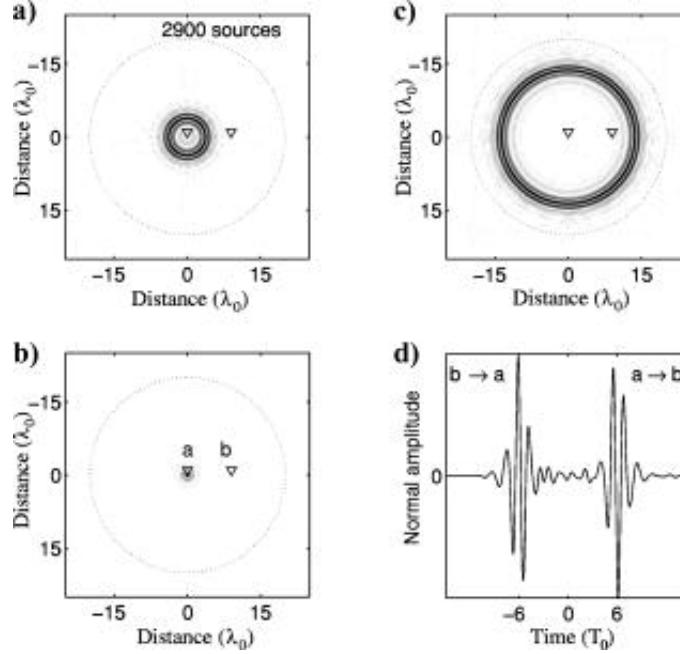 a)
2900 sources
Distance (λ₀)
−15
0
15
−15 0 15
Distance (λ₀)
c)
Distance (λ₀)
−15
0
15
−15 0 15
Distance (λ₀)
b)
a b
Distance (λ₀)
−15
0
15
−15 0 15
Distance (λ₀)
d)
b → a a → b
Normal amplitude
0
−6 0 6
Time (T₀)